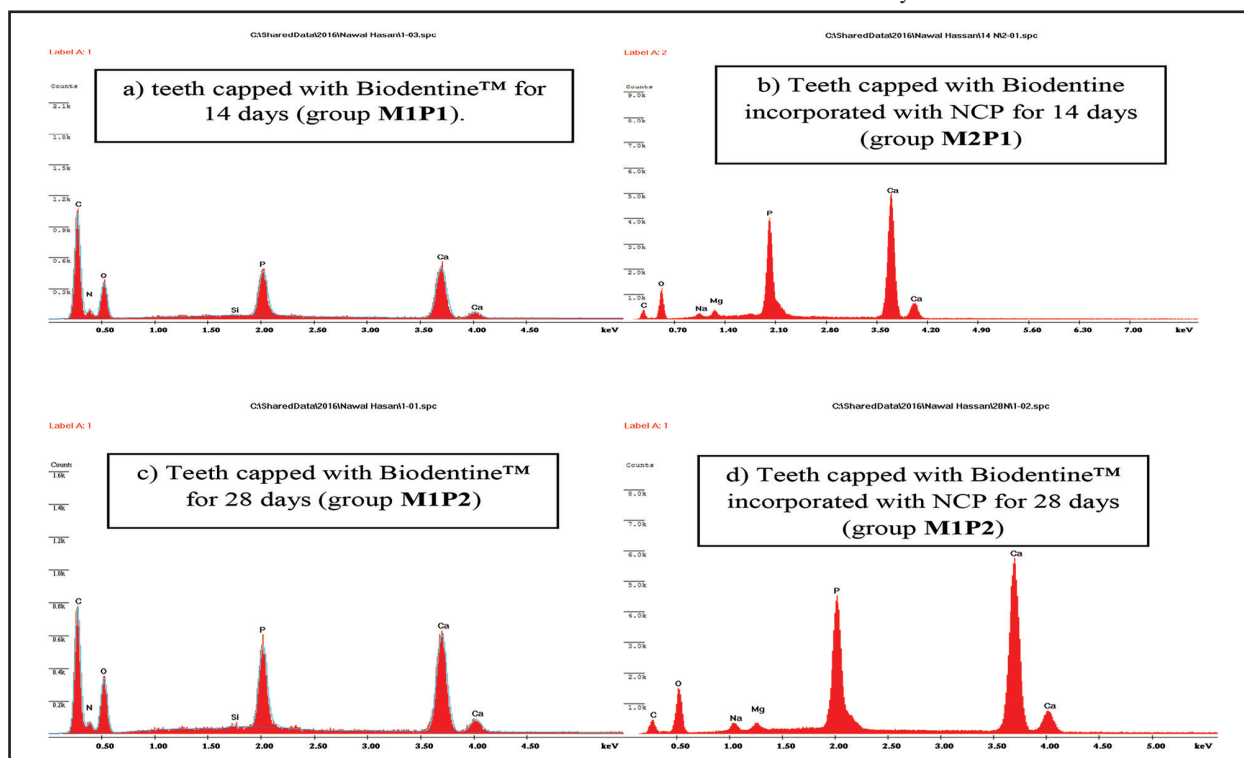 C:\SharedData\2016\Nawal Hasan\1-03.spc
Label A: 1
a) teeth capped with Biodentine™ for
14 days (group M1P1).
Counts
2.1k
1.8k
1.5k
1.2k
0.9k
0.6k
0.3k
C
N
O
Si
P
Ca
Ca
0.50 1.00 1.50 2.00 2.50 3.00 3.50 4.00 4.50 keV
C:\SharedData\2016\Nawal Hassan\14 N\2-01.spc
Label A: 2
b) Teeth capped with Biodentine
incorporated with NCP for 14 days
(group M2P1)
Counts
9.0k
8.0k
7.0k
6.0k
5.0k
4.0k
3.0k
2.0k
1.0k
C
O
Na
Mg
P
Ca
Ca
0.70 1.40 2.10 2.80 3.50 4.20 4.90 5.60 6.30 7.00 keV
C:\SharedData\2016\Nawal Hasan\1-01.spc
Label A: 1
c) Teeth capped with Biodentine™
for 28 days (group M1P2)
Counts
1.6k
1.4k
1.2k
1.0k
0.8k
0.6k
0.4k
0.2k
C
N
O
Si
P
Ca
Ca
0.50 1.00 1.50 2.00 2.50 3.00 3.50 4.00 4.50 keV
C:\SharedData\2016\Nawal Hassan\28N\1-02.spc
Label A: 1
d) Teeth capped with Biodentine™
incorporated with NCP for 28 days
(group M1P2)
Counts
8.0k
7.0k
6.0k
5.0k
4.0k
3.0k
2.0k
1.0k
C
O
Na
Mg
P
Ca
Ca
0.50 1.00 1.50 2.00 2.50 3.00 3.50 4.00 4.50 5.00 keV